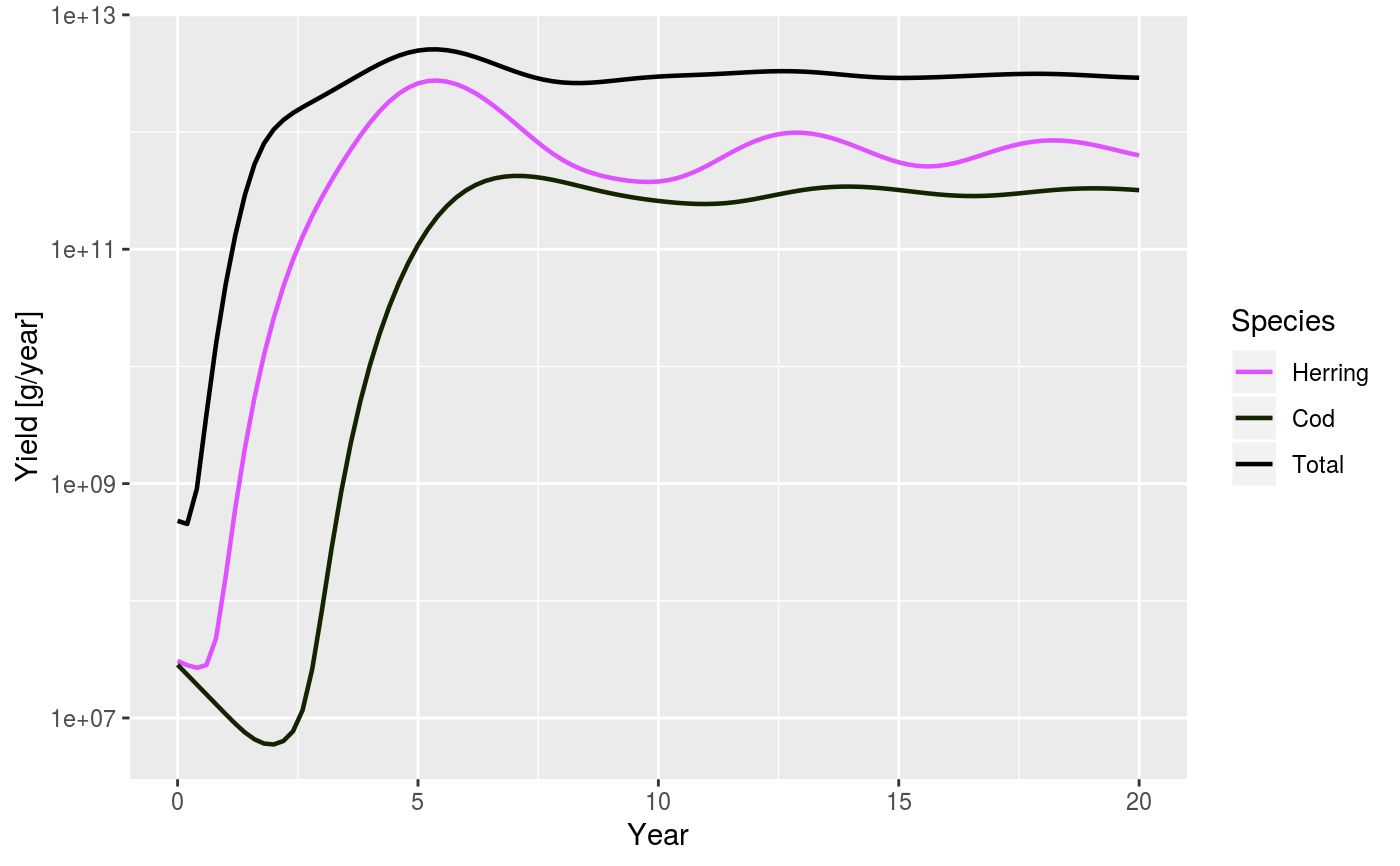 1e+13
1e+11
1e+09
1e+07
Yield [g/year]
0
5
10
15
20
Year
Species
Herring
Cod
Total